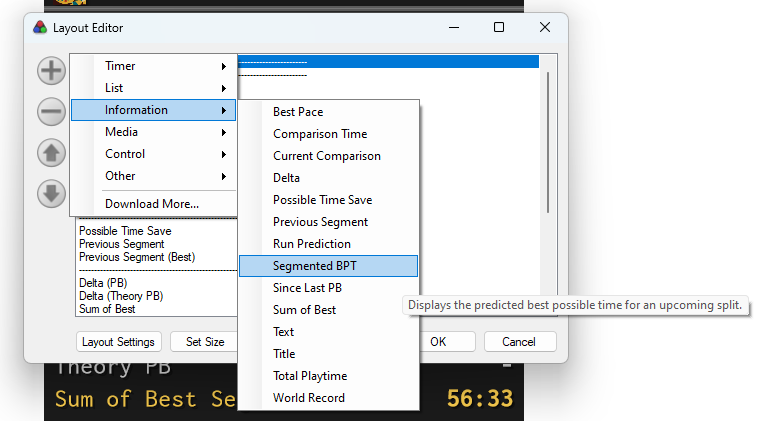 Layout Editor
Timer
List
Information
Media
Control
Other
Download More...
Best Pace
Comparison Time
Current Comparison
Delta
Possible Time Save
Previous Segment
Run Prediction
Segmented BPT
Since Last PB
Sum of Best
Text
Title
Total Playtime
World Record
Displays the predicted best possible time for an upcoming split.
Possible Time Save
Previous Segment
Previous Segment (Best)
Delta (PB)
Delta (Theory PB)
Sum of Best
Layout Settings
Set Size
OK
Cancel
Theory PB -
Sum of Best Se 56:33